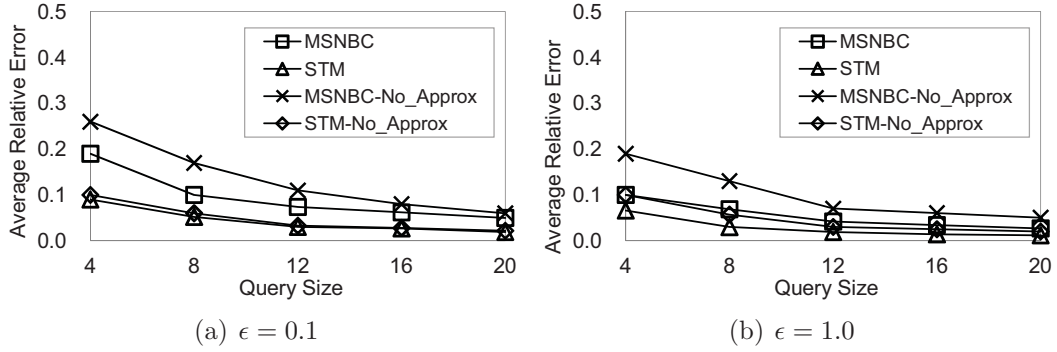 0.5
0.4
0.3
0.2
0.1
0.0
Average Relative Error
MSNBC
STM
MSNBC-No_Approx
STM-No_Approx
4 8 12 16 20
Query Size
(a) ϵ = 0.1
0.5
0.4
0.3
0.2
0.1
0.0
Average Relative Error
MSNBC
STM
MSNBC-No_Approx
STM-No_Approx
4 8 12 16 20
Query Size
(b) ϵ = 1.0